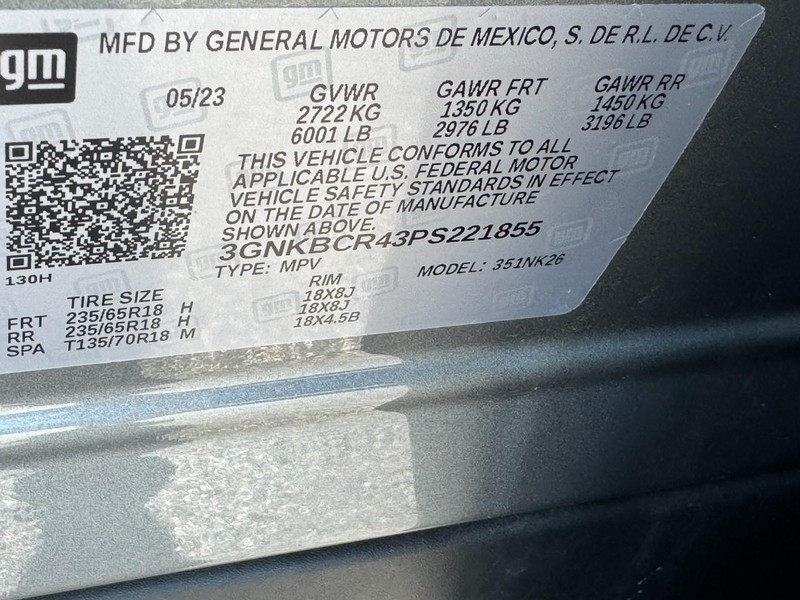 gm
MFD BY GENERAL MOTORS DE MEXICO, S. DE R.L. DE C.V.
05/23 GVWR GAWR FRT GAWR RR
2722 KG 1350 KG 1450 KG
6001 LB 2976 LB 3196 LB
THIS VEHICLE CONFORMS TO ALL
APPLICABLE U.S. FEDERAL MOTOR
VEHICLE SAFETY STANDARDS IN EFFECT
ON THE DATE OF MANUFACTURE
SHOWN ABOVE.
3GNKBCR43PS221855
130H TYPE: MPV MODEL: 351NK26
TIRE SIZE RIM
FRT 235/65R18 H 18X8J
RR 235/65R18 H 18X8J
SPA T135/70R18 M 18X4.5B